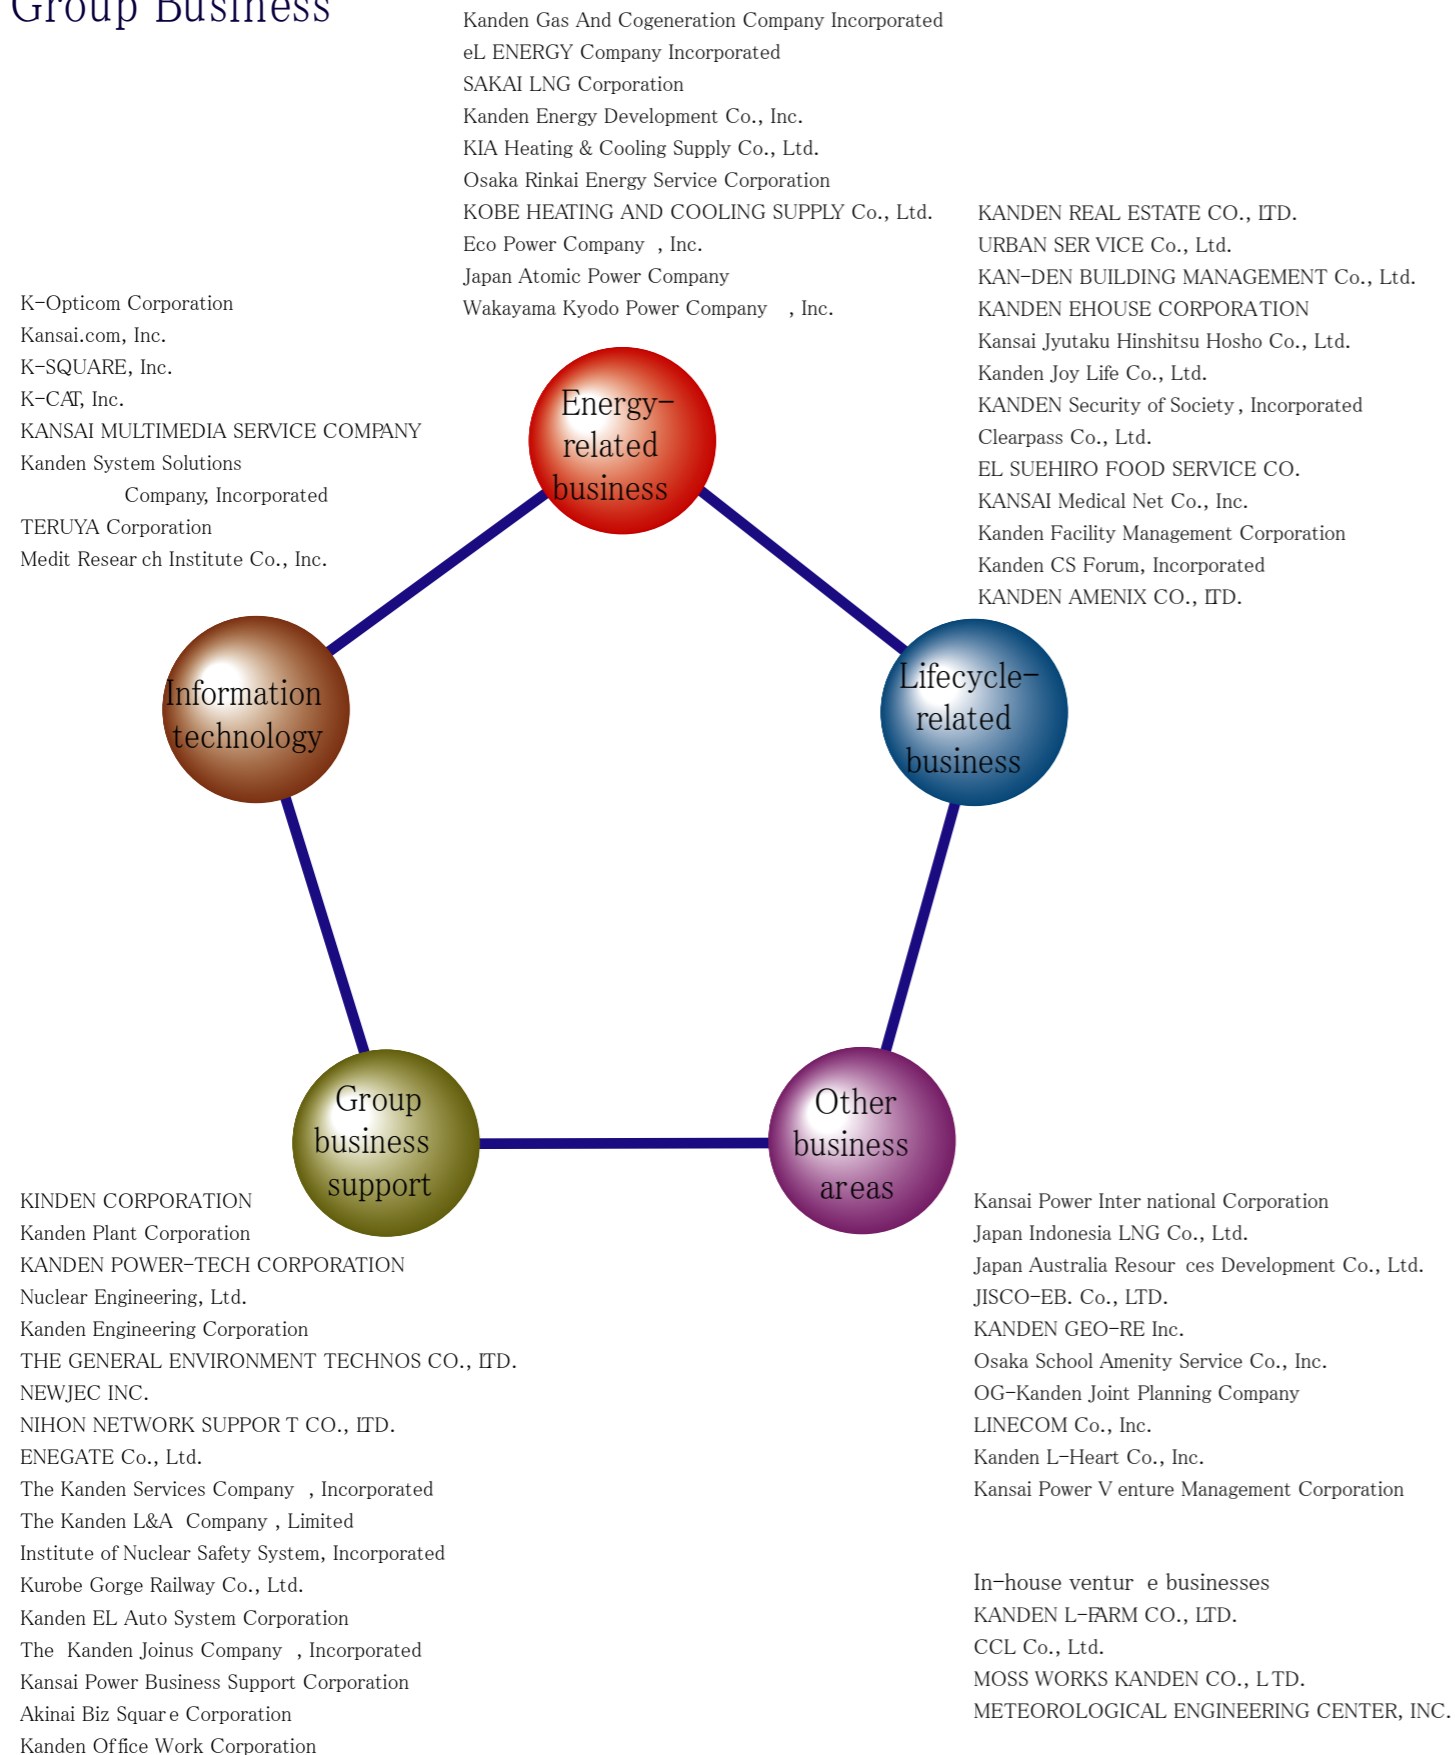 Group Business
Kanden Gas And Cogeneration Company Incorporated
eL ENERGY Company Incorporated
SAKAI LNG Corporation
Kanden Energy Development Co., Inc.
KIA Heating & Cooling Supply Co., Ltd.
Osaka Rinkai Energy Service Corporation
KOBE HEATING AND COOLING SUPPLY Co., Ltd.
Eco Power Company , Inc.
Japan Atomic Power Company
Wakayama Kyodo Power Company , Inc.
KANDEN REAL ESTATE CO., LTD.
URBAN SER VICE Co., Ltd.
KAN-DEN BUILDING MANAGEMENT Co., Ltd.
KANDEN EHOUSE CORPORATION
Kansai Jyutaku Hinshitsu Hosho Co., Ltd.
Kanden Joy Life Co., Ltd.
KANDEN Security of Society , Incorporated
Clearpass Co., Ltd.
EL SUEHIRO FOOD SERVICE CO.
KANSAI Medical Net Co., Inc.
Kanden Facility Management Corporation
Kanden CS Forum, Incorporated
KANDEN AMENIX CO., LTD.
K-Opticom Corporation
Kansai.com, Inc.
K-SQUARE, Inc.
K-CAT, Inc.
KANSAI MULTIMEDIA SERVICE COMPANY
Kanden System Solutions
Company, Incorporated
TERUYA Corporation
Medit Resear ch Institute Co., Inc.
Energy-
related
business
Information
technology
Lifecycle-
related
business
Group
business
support
Other
business
areas
KINDEN CORPORATION
Kanden Plant Corporation
KANDEN POWER-TECH CORPORATION
Nuclear Engineering, Ltd.
Kanden Engineering Corporation
THE GENERAL ENVIRONMENT TECHNOS CO., LTD.
NEWJEC INC.
NIHON NETWORK SUPPOR T CO., LTD.
ENEGATE Co., Ltd.
The Kanden Services Company , Incorporated
The Kanden L&A Company , Limited
Institute of Nuclear Safety System, Incorporated
Kurobe Gorge Railway Co., Ltd.
Kanden EL Auto System Corporation
The Kanden Joinus Company , Incorporated
Kansai Power Business Support Corporation
Akinai Biz Squar e Corporation
Kanden Office Work Corporation
Kansai Power Inter national Corporation
Japan Indonesia LNG Co., Ltd.
Japan Australia Resour ces Development Co., Ltd.
JISCO-EB. Co., LTD.
KANDEN GEO-RE Inc.
Osaka School Amenity Service Co., Inc.
OG-Kanden Joint Planning Company
LINECOM Co., Inc.
Kanden L-Heart Co., Inc.
Kansai Power V enture Management Corporation
In-house ventur e businesses
KANDEN L-FARM CO., LTD.
CCL Co., Ltd.
MOSS WORKS KANDEN CO., L TD.
METEOROLOGICAL ENGINEERING CENTER, INC.